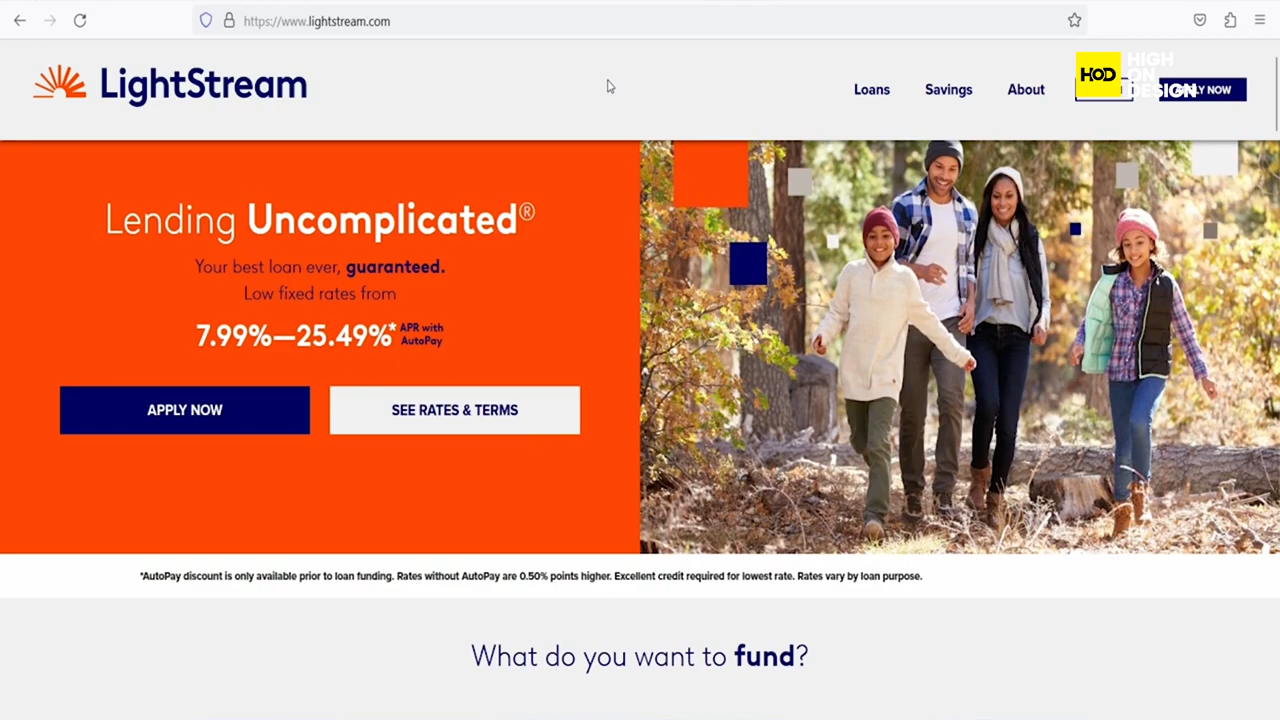 https://www.lightstream.com
LightStream
Loans
Savings
About
HOD
HIGH
ON
DESIGN
Lending Uncomplicated®
Your best loan ever, guaranteed.
Low fixed rates from
7.99%—25.49%* APR with
AutoPay
APPLY NOW
SEE RATES & TERMS
*AutoPay discount is only available prior to loan funding. Rates without AutoPay are 0.50% points higher. Excellent credit required for lowest rate. Rates vary by loan purpose.
What do you want to fund?